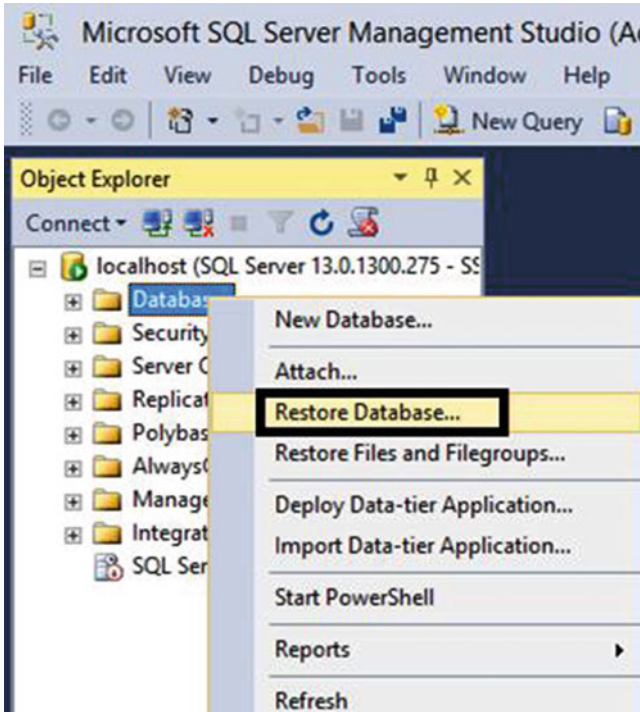 Microsoft SQL Server Management Studio (A
File Edit View Debug Tools Window Help
New Query
Object Explorer
Connect
localhost (SQL Server 13.0.1300.275 - SS
Databas
Security
Server
Replicat
Polybas
Always
Manage
Integrat
SQL Ser
New Database...
Attach...
Restore Database...
Restore Files and Filegroups...
Deploy Data-tier Application...
Import Data-tier Application...
Start PowerShell
Reports
Refresh